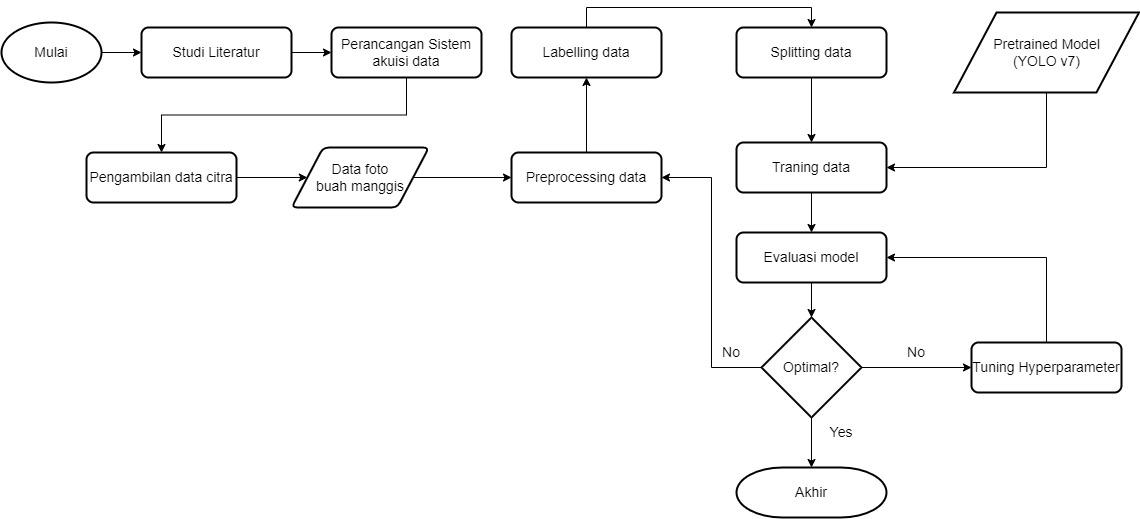 Mulai
Studi Literatur
Perancangan Sistem
akuisi data
Labelling data
Splitting data
Pretrained Model
(YOLO v7)
Pengambilan data citra
Data foto
buah manggis
Preprocessing data
Traning data
Evaluasi model
No
Optimal?
No
Tuning Hyperparameter
Yes
Akhir